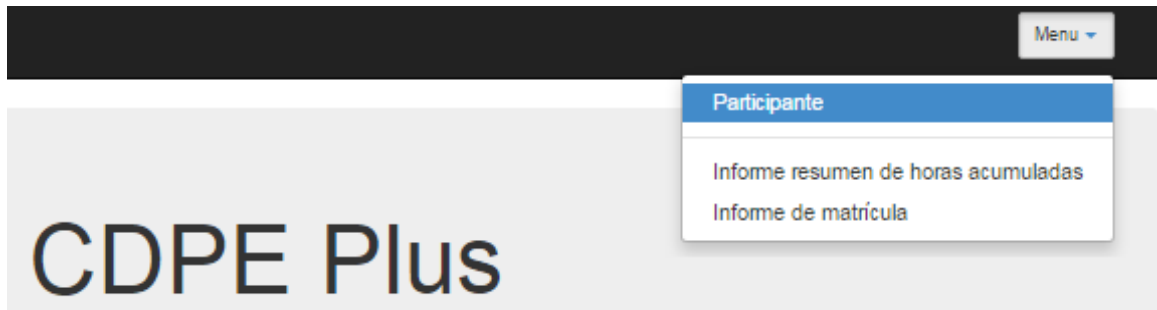 Menu
Participante
Informe resumen de horas acumuladas
Informe de matrícula
CDPE Plus